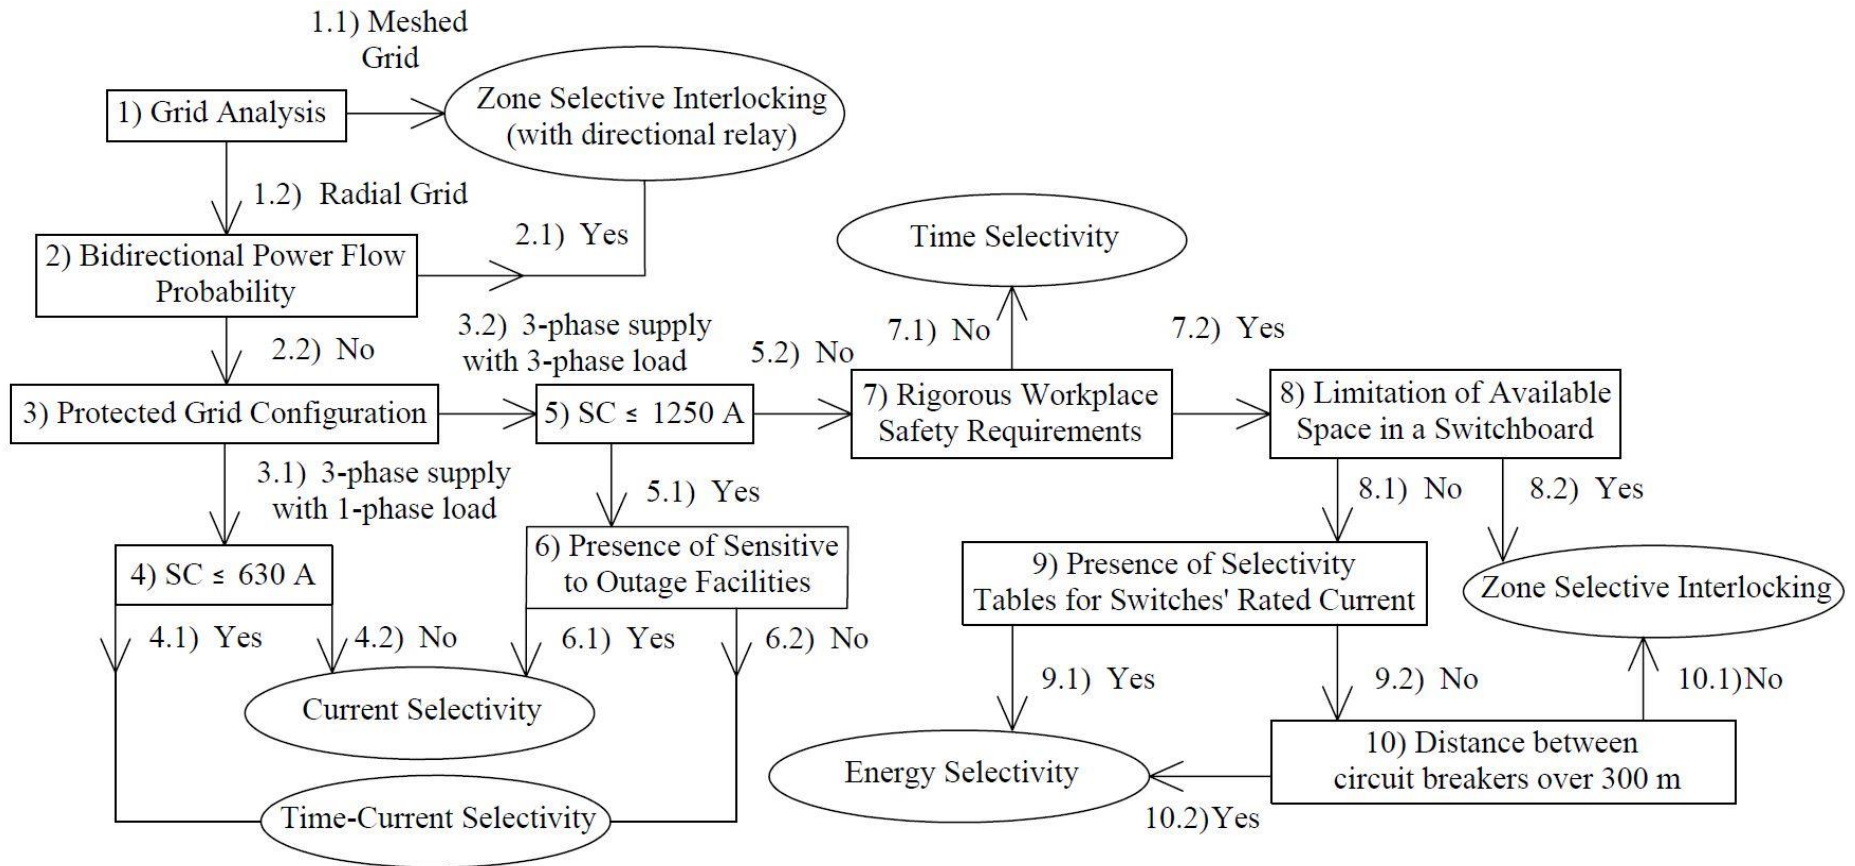 1.1) Meshed
Grid
1) Grid Analysis
Zone Selective Interlocking
(with directional relay)
1.2) Radial Grid
2.1) Yes
2) Bidirectional Power Flow
Probability
2.2) No
Time Selectivity
3.2) 3-phase supply
with 3-phase load
5.2) No
7.1) No
7.2) Yes
3) Protected Grid Configuration
5) SC ≤ 1250 A
7) Rigorous Workplace
Safety Requirements
8) Limitation of Available
Space in a Switchboard
3.1) 3-phase supply
with 1-phase load
5.1) Yes
8.1) No
8.2) Yes
4) SC ≤ 630 A
6) Presence of Sensitive
to Outage Facilities
9) Presence of Selectivity
Tables for Switches' Rated Current
Zone Selective Interlocking
4.1) Yes
4.2) No
6.1) Yes
6.2) No
9.1) Yes
9.2) No
10.1)No
Current Selectivity
Energy Selectivity
10) Distance between
circuit breakers over 300 m
10.2)Yes
Time-Current Selectivity